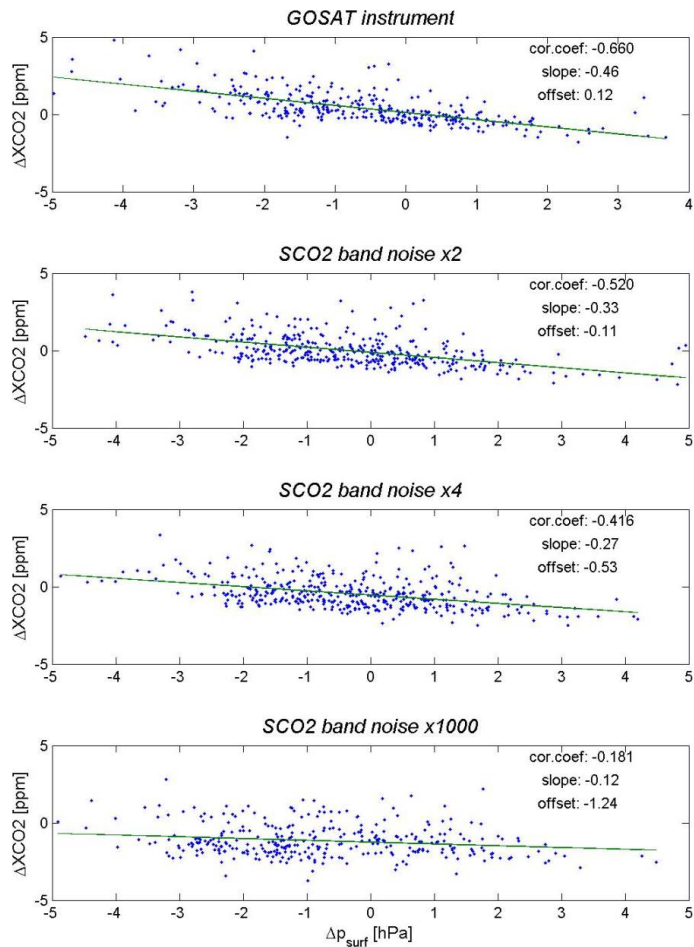 GOSAT instrument
5
0
-5
ΔXCO2 [ppm]
cor.coef: -0.660
slope: -0.46
offset: 0.12
-5 -4 -3 -2 -1 0 1 2 3 4
SCO2 band noise x2
5
0
-5
ΔXCO2 [ppm]
cor.coef: -0.520
slope: -0.33
offset: -0.11
-5 -4 -3 -2 -1 0 1 2 3 4 5
SCO2 band noise x4
5
0
-5
ΔXCO2 [ppm]
cor.coef: -0.416
slope: -0.27
offset: -0.53
-5 -4 -3 -2 -1 0 1 2 3 4 5
SCO2 band noise x1000
5
0
-5
ΔXCO2 [ppm]
cor.coef: -0.181
slope: -0.12
offset: -1.24
-5 -4 -3 -2 -1 0 1 2 3 4 5
Δp_surf [hPa]